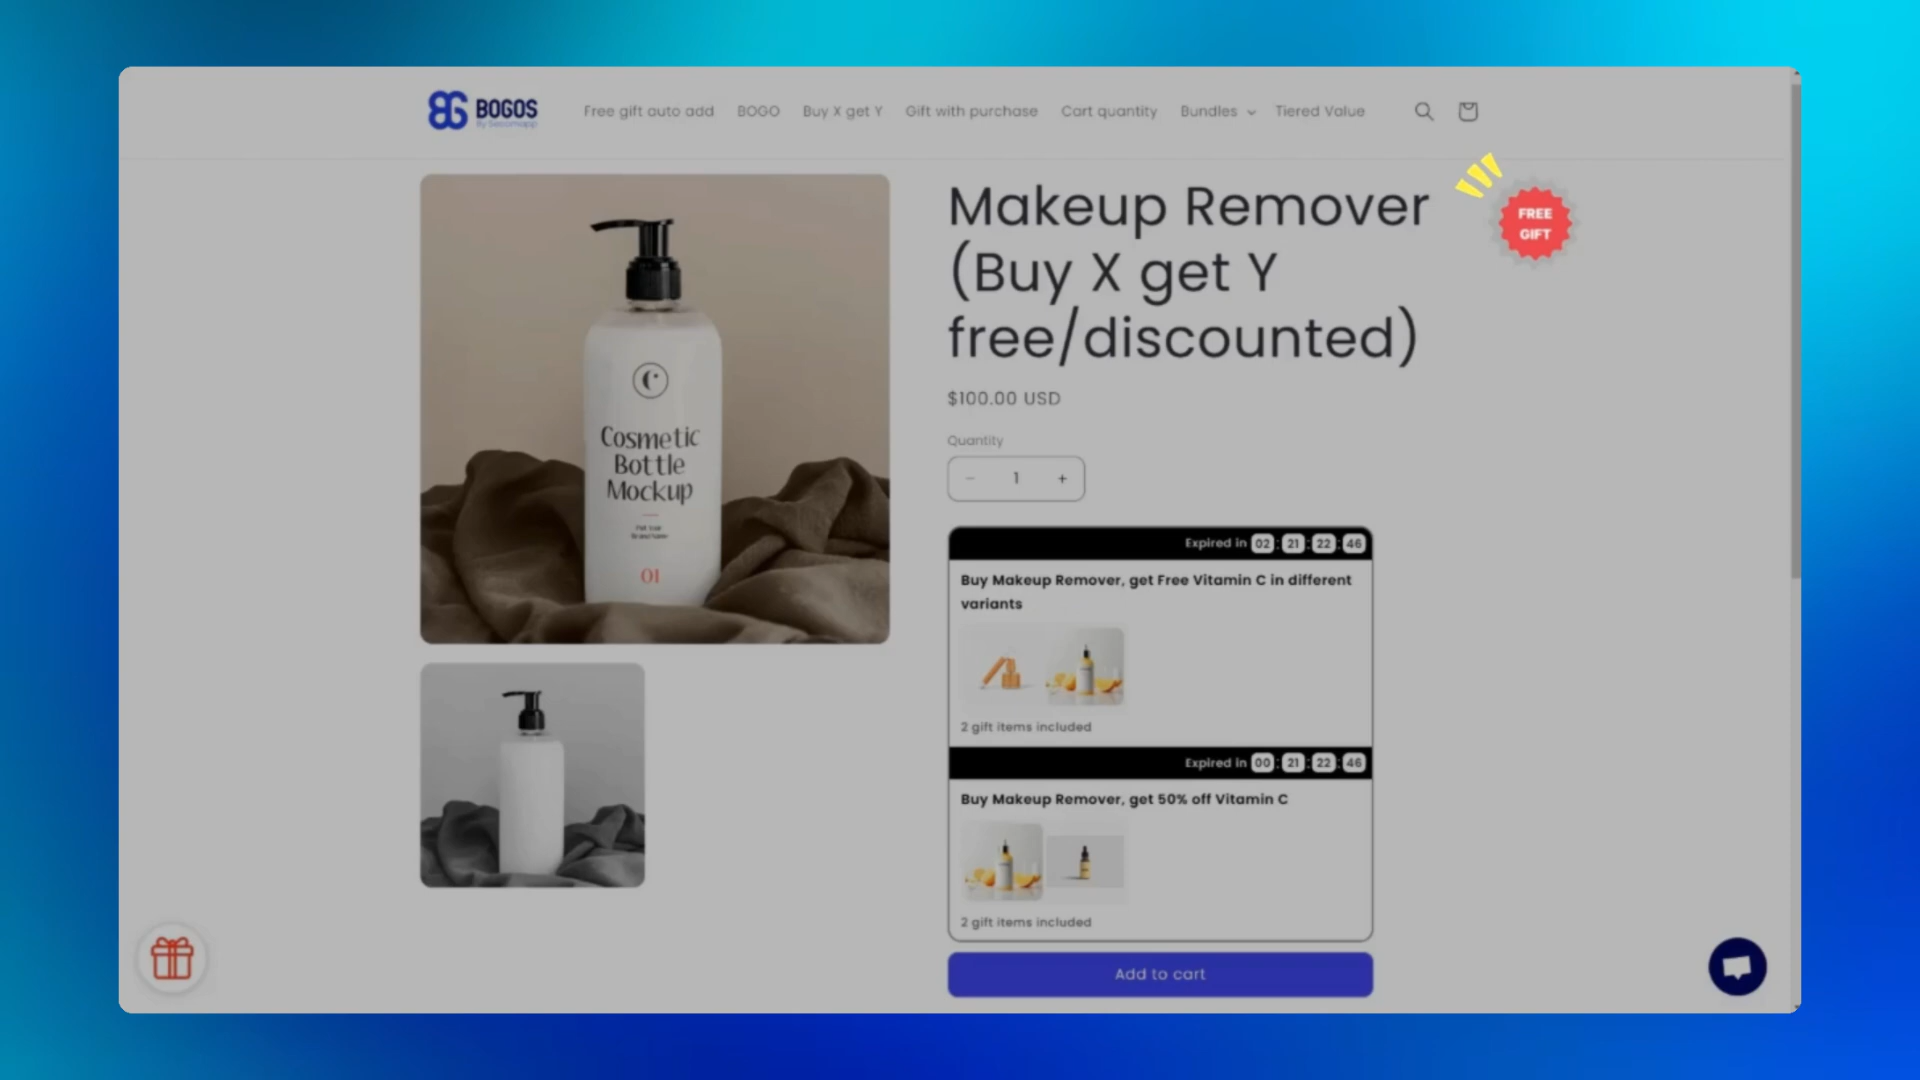 BOGOS
By Secomapp
Free gift auto add
BOGO
Buy X get Y
Gift with purchase
Cart quantity
Bundles
Tiered Value
Makeup Remover
(Buy X get Y
free/discounted)
FREE
GIFT
$100.00 USD
Quantity
− 1 +
C
Cosmetic
Bottle
Mockup
01
Expired in 02 : 21 : 22 : 46
Buy Makeup Remover, get Free Vitamin C in different
variants
2 gift items included
Expired in 00 : 21 : 22 : 46
Buy Makeup Remover, get 50% off Vitamin C
2 gift items included
Add to cart